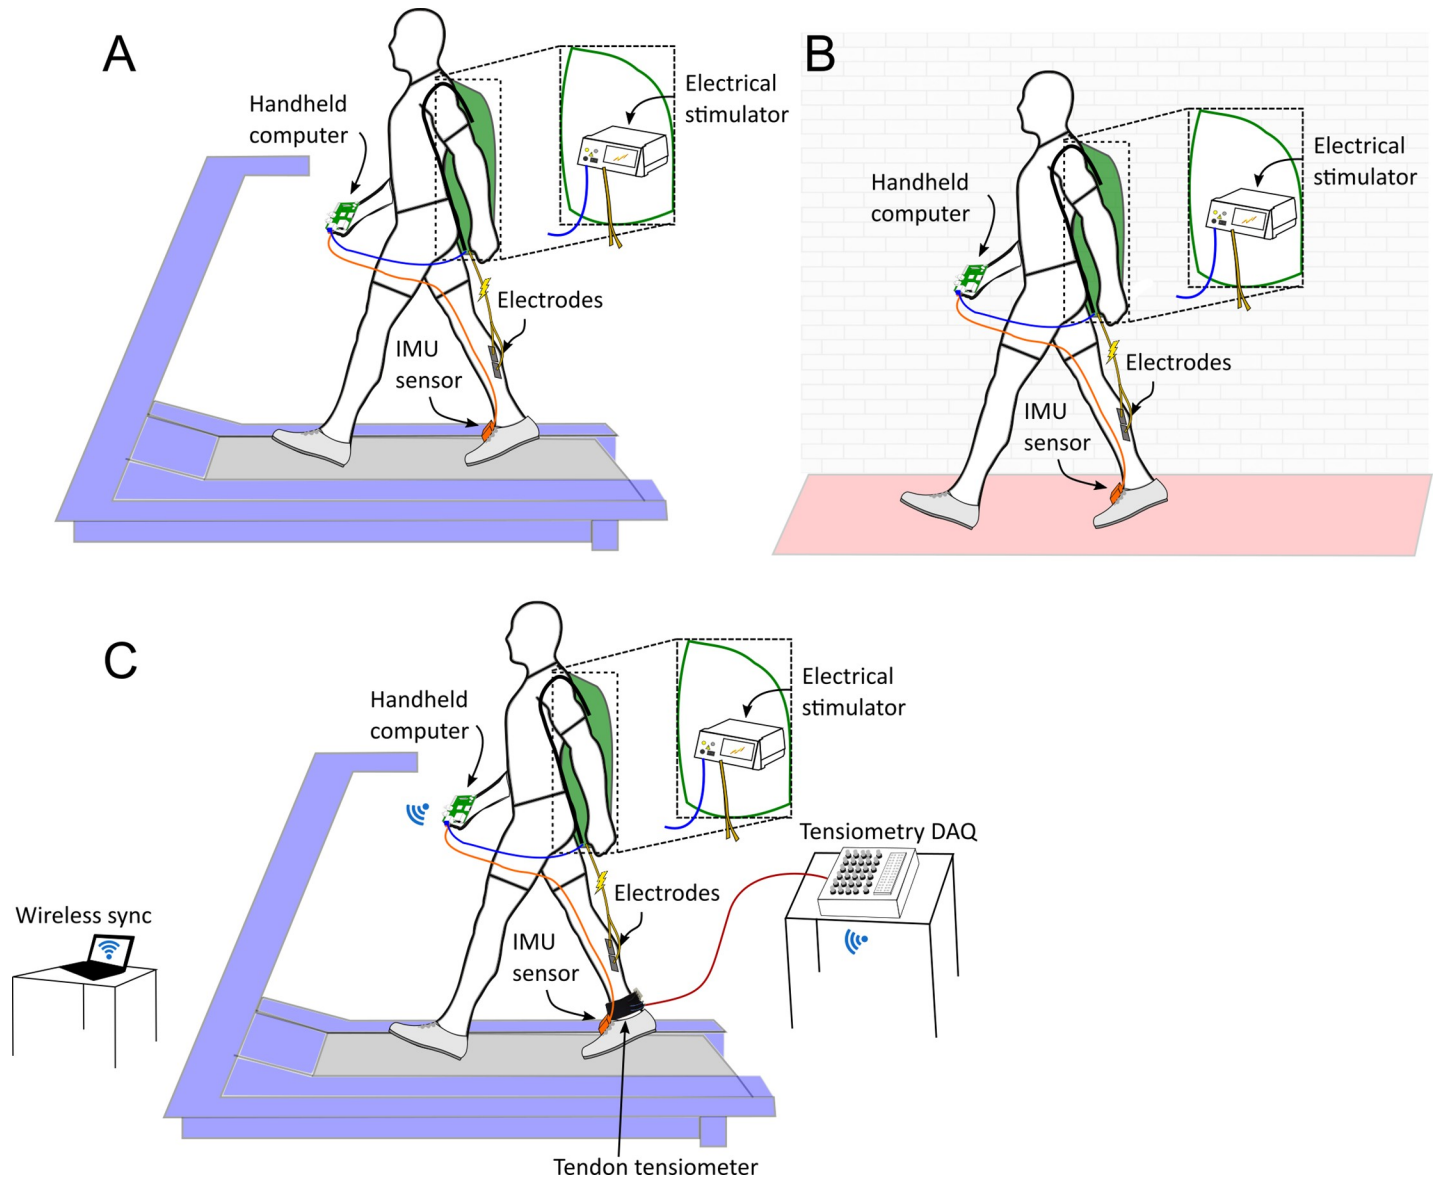 A
Handheld
computer
Electrical
stimulator
Electrodes
IMU
sensor
B
Handheld
computer
Electrical
stimulator
Electrodes
IMU
sensor
C
Handheld
computer
Electrical
stimulator
Tensiometry DAQ
Electrodes
Wireless sync
IMU
sensor
Tendon tensiometer